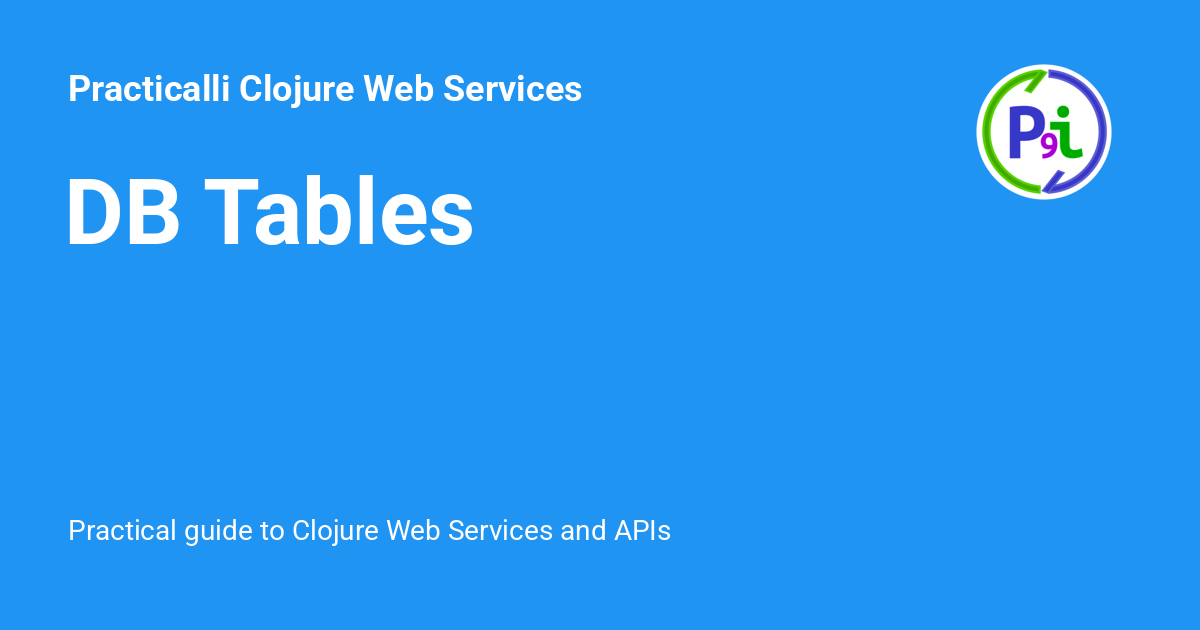 Practicalli Clojure Web Services
P9i
DB Tables
Practical guide to Clojure Web Services and APIs